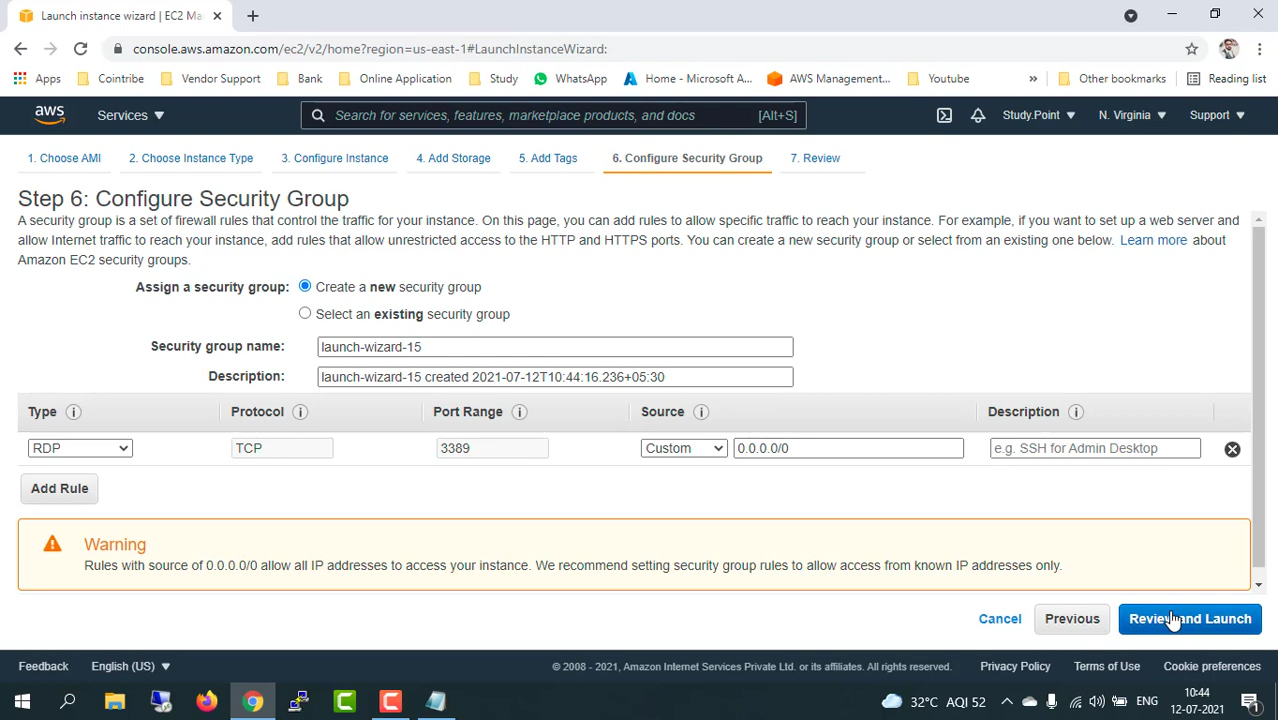 Launch instance wizard | EC2 Ma
console.aws.amazon.com/ec2/v2/home?region=us-east-1#LaunchInstanceWizard:
Apps Cointribe Vendor Support Bank Online Application Study WhatsApp Home - Microsoft A... AWS Management... Youtube » Other bookmarks Reading list
aws Services Search for services, features, marketplace products, and docs [Alt+S] Study.Point N. Virginia Support
1. Choose AMI 2. Choose Instance Type 3. Configure Instance 4. Add Storage 5. Add Tags 6. Configure Security Group 7. Review
Step 6: Configure Security Group
A security group is a set of firewall rules that control the traffic for your instance. On this page, you can add rules to allow specific traffic to reach your instance. For example, if you want to set up a web server and
allow Internet traffic to reach your instance, add rules that allow unrestricted access to the HTTP and HTTPS ports. You can create a new security group or select from an existing one below. Learn more about
Amazon EC2 security groups.
Assign a security group: Create a new security group
Select an existing security group
Security group name: launch-wizard-15
Description: launch-wizard-15 created 2021-07-12T10:44:16.236+05:30
Type i Protocol i Port Range i Source i Description i
RDP TCP 3389 Custom 0.0.0.0/0 e.g. SSH for Admin Desktop
Add Rule
Warning
Rules with source of 0.0.0.0/0 allow all IP addresses to access your instance. We recommend setting security group rules to allow access from known IP addresses only.
Cancel Previous Review and Launch
Feedback English (US) © 2008 - 2021, Amazon Internet Services Private Ltd. or its affiliates. All rights reserved. Privacy Policy Terms of Use Cookie preferences
32°C AQI 52 ENG 10:44
12-07-2021 1